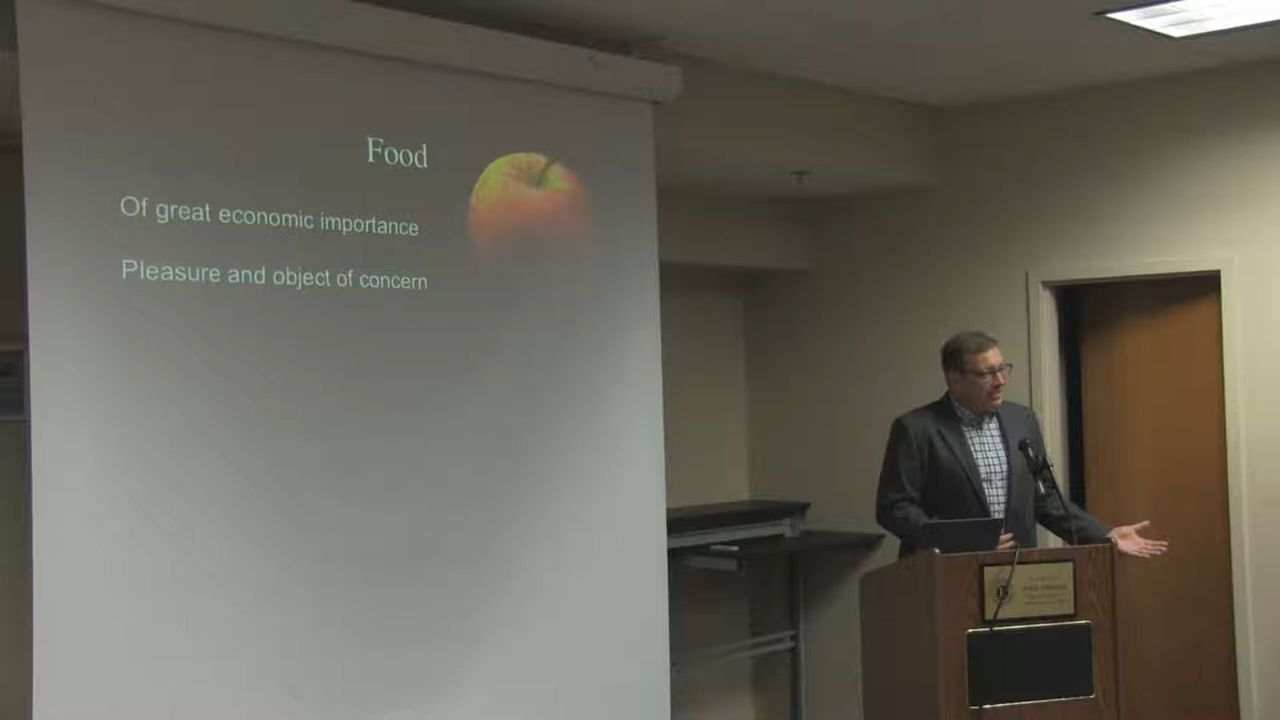 Food
Of great economic importance
Pleasure and object of concern